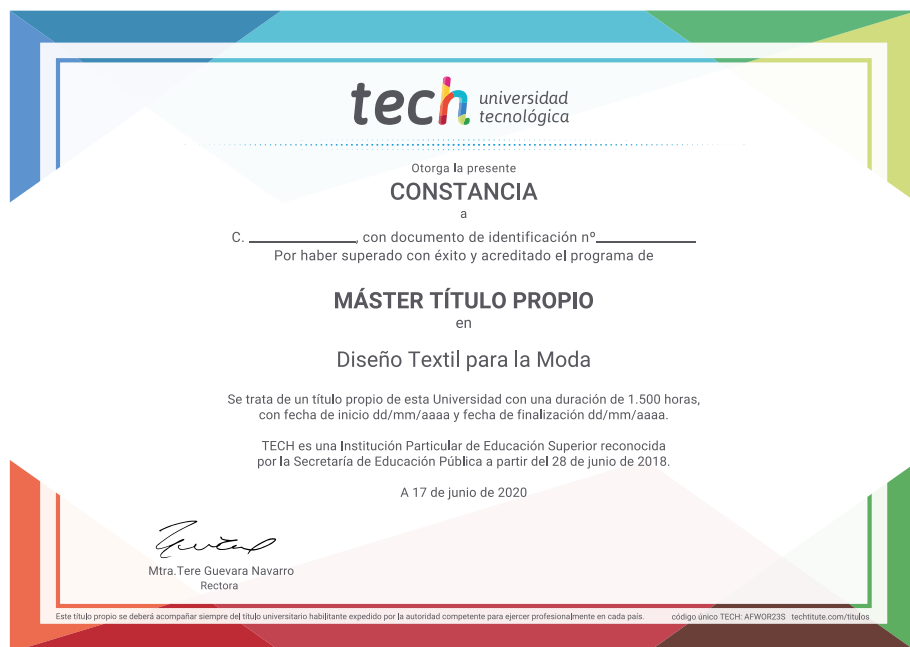 tech universidad
tecnológica
Otorga la presente
CONSTANCIA
a
C. ____________, con documento de identificación nº____________
Por haber superado con éxito y acreditado el programa de
MÁSTER TÍTULO PROPIO
en
Diseño Textil para la Moda
Se trata de un título propio de esta Universidad con una duración de 1.500 horas,
con fecha de inicio dd/mm/aaaa y fecha de finalización dd/mm/aaaa.
TECH es una Institución Particular de Educación Superior reconocida
por la Secretaría de Educación Pública a partir del 28 de junio de 2018.
A 17 de junio de 2020
Mtra.Tere Guevara Navarro
Rectora
Este título propio se deberá acompañar siempre del título universitario habilitante expedido por la autoridad competente para ejercer profesionalmente en cada país. código único TECH: AFWOR23S techtitute.com/titulos